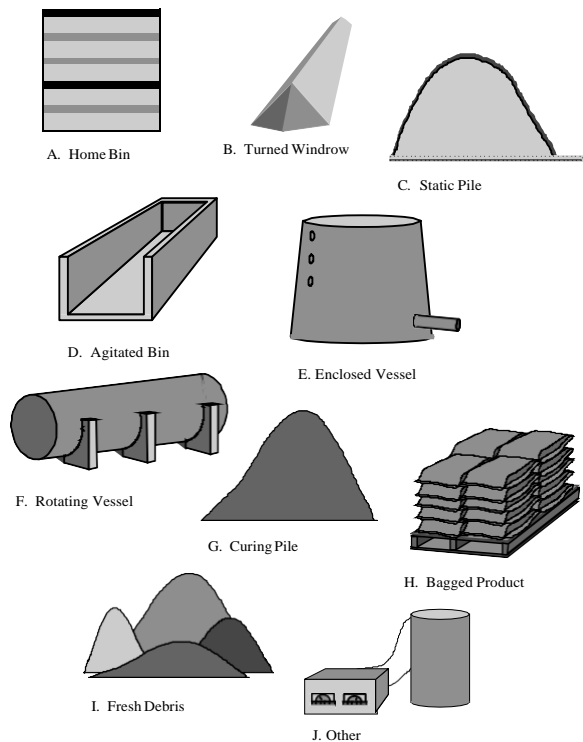 A. Home Bin
B. Turned Windrow
C. Static Pile
D. Agitated Bin
E. Enclosed Vessel
F. Rotating Vessel
G. Curing Pile
H. Bagged Product
I. Fresh Debris
J. Other